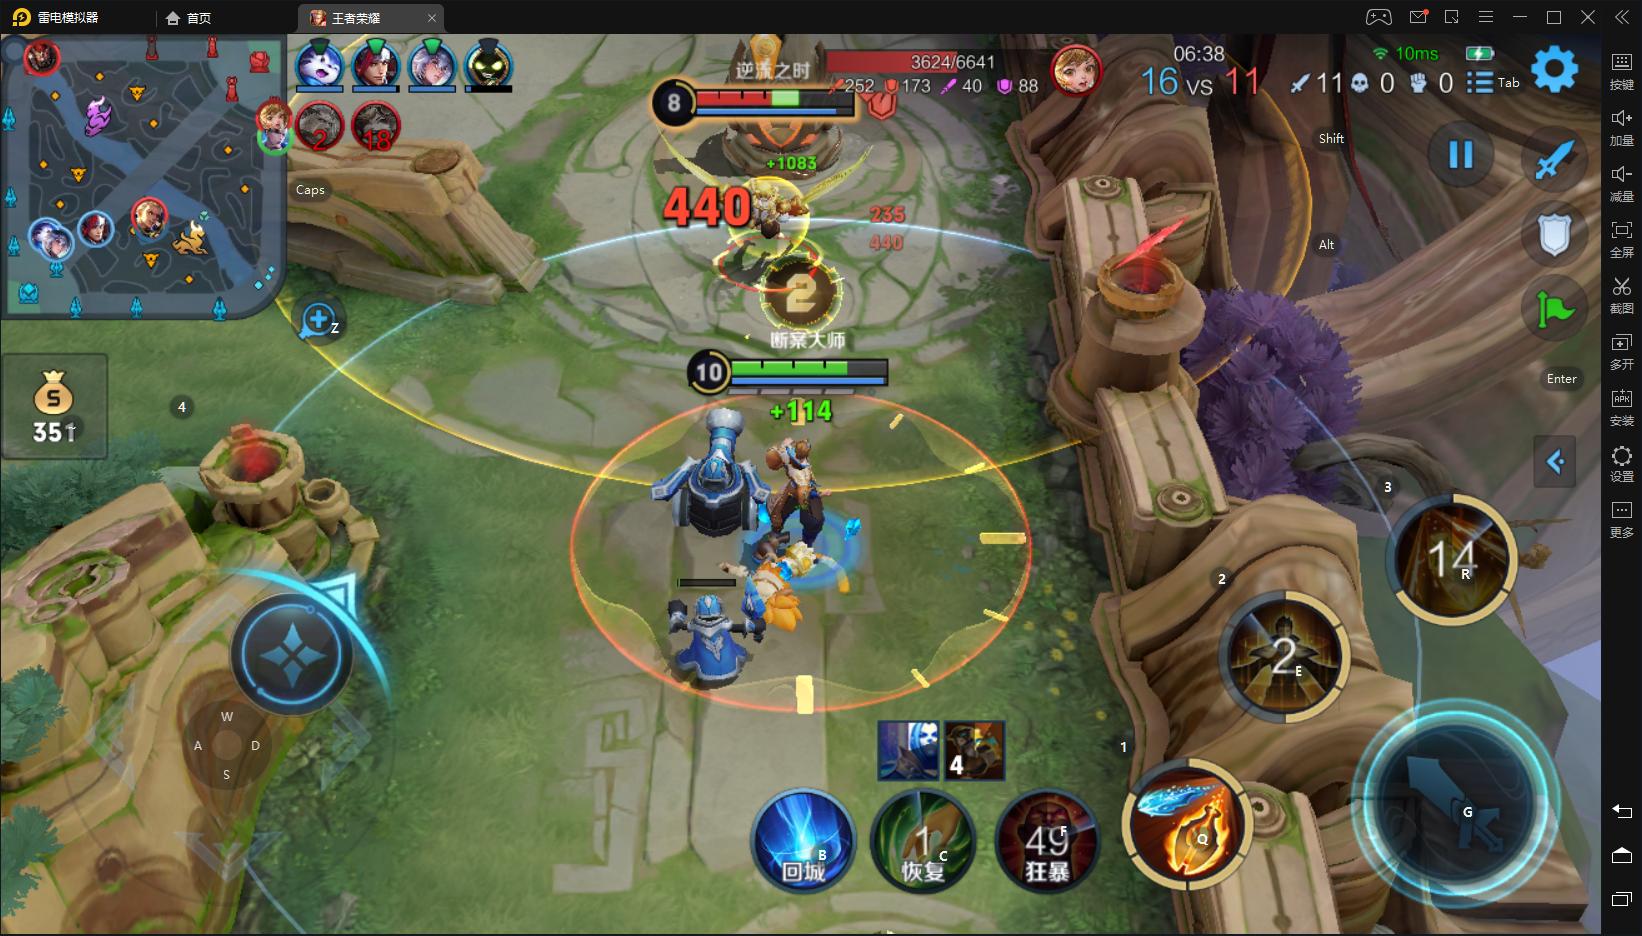 雷电模拟器
首页
王者荣耀
逆流之时
3624/6641
252 173 40 88
06:38
16 VS 11
10ms
11 0 0
Tab
8
+1083
440
235
440
2
18
Caps
Shift
Alt
Z
2
断案大师
10
+114
S
351
4
Enter
3
14
R
2
2
E
1
W
A
D
S
4
回城
B
1
恢复
C
49
狂暴
F
Q
G
按键
加量
减量
全屏
截图
多开
APK
安装
设置
更多